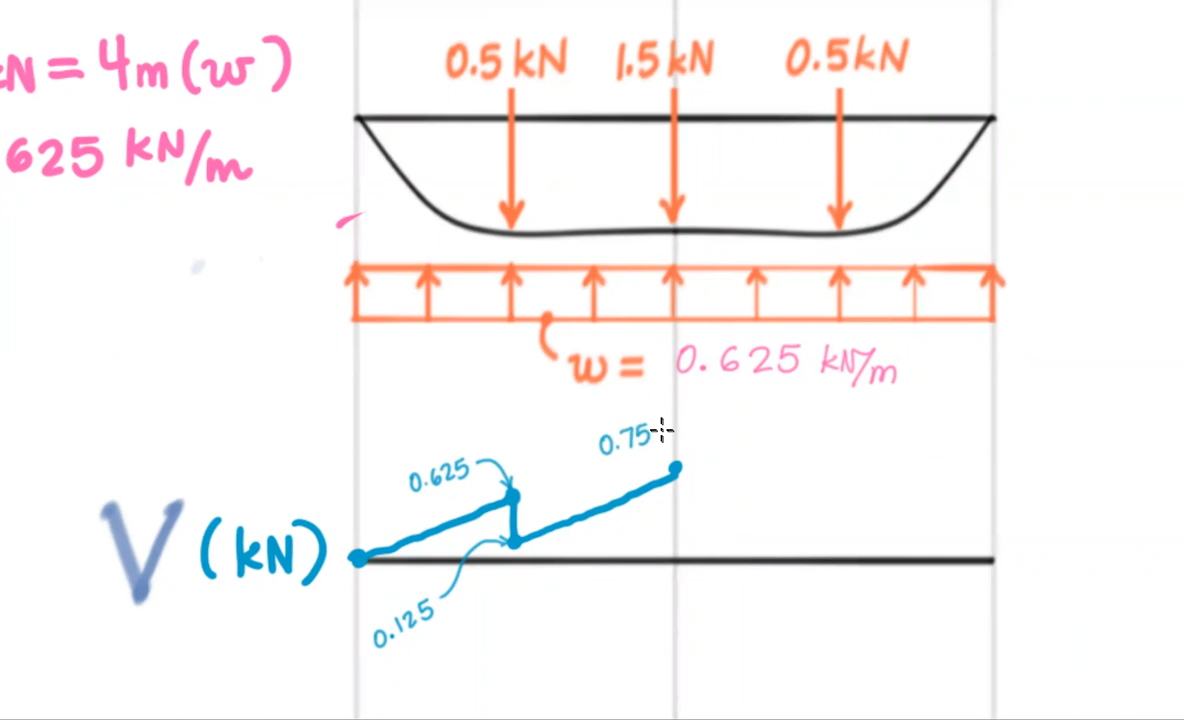 N = 4m (w)
0.5 kN 1.5 kN 0.5 kN
625 kN/m
w = 0.625 kN/m
0.75
0.625
V (kN)
0.125